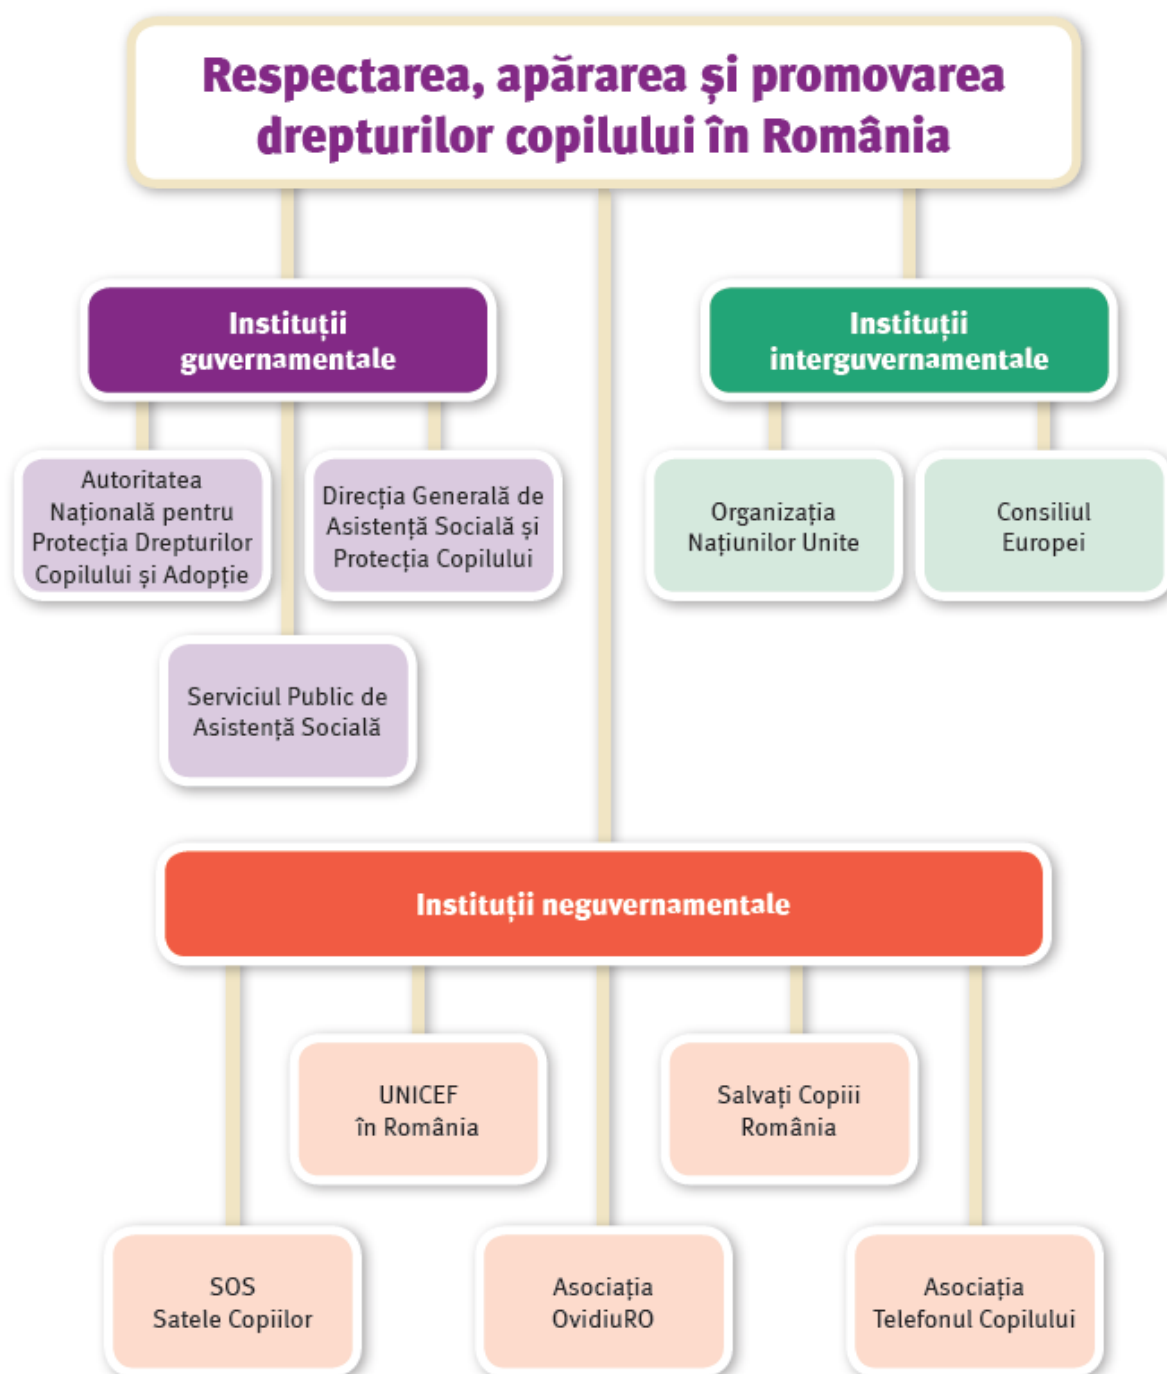 Respectarea, apărarea și promovarea
drepturilor copilului în România
Instituții
guvernamentale
Instituții
interguvernamentale
Autoritatea
Națională pentru
Protecția Drepturilor
Copilului și Adopție
Direcția Generală de
Asistență Socială și
Protecția Copilului
Organizația
Națiunilor Unite
Consiliul
Europei
Serviciul Public de
Asistență Socială
Instituții neguvernamentale
UNICEF
în România
Salvați Copiii
România
SOS
Satele Copiilor
Asociația
OvidiuRO
Asociația
Telefonul Copilului